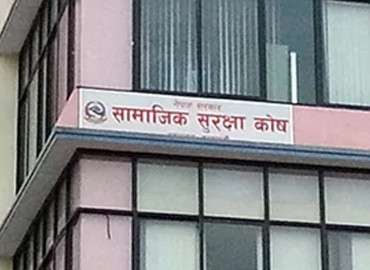 नेपाल सरकार
सामाजिक सुरक्षा कोष